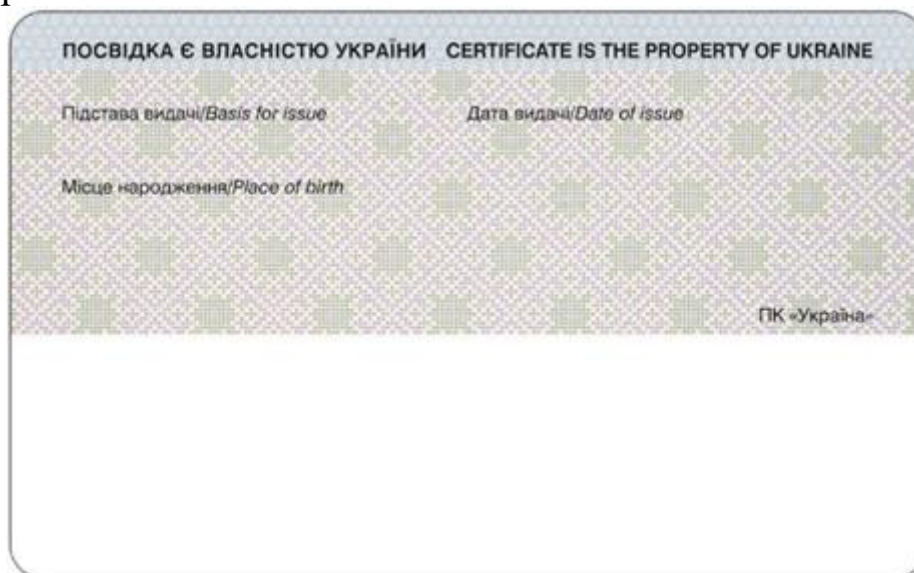 ПОСВІДКА Є ВЛАСНІСТЮ УКРАЇНИ CERTIFICATE IS THE PROPERTY OF UKRAINE
Підстава видачі/Basis for issue Дата видачі/Date of issue
Місце народження/Place of birth
ПК «Україна»